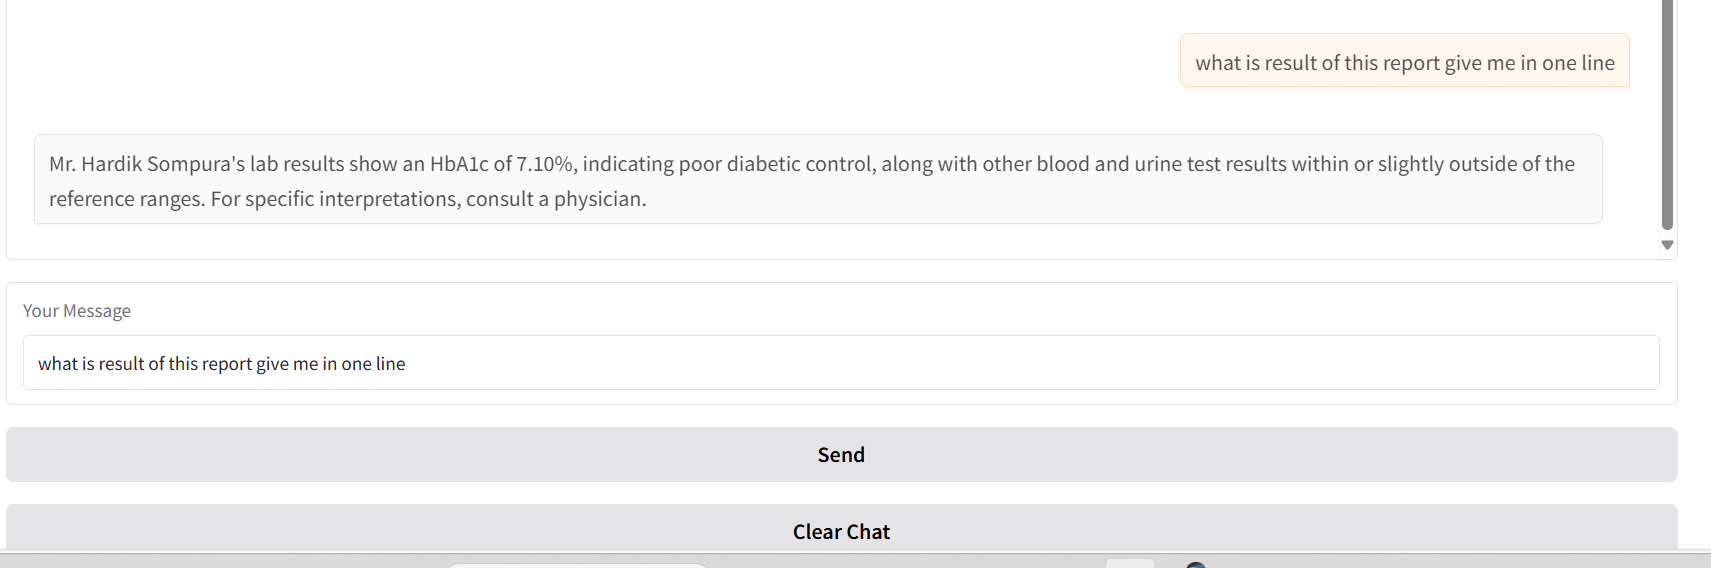 what is result of this report give me in one line
Mr. Hardik Sompura's lab results show an HbA1c of 7.10%, indicating poor diabetic control, along with other blood and urine test results within or slightly outside of the
reference ranges. For specific interpretations, consult a physician.
Your Message
what is result of this report give me in one line
Send
Clear Chat